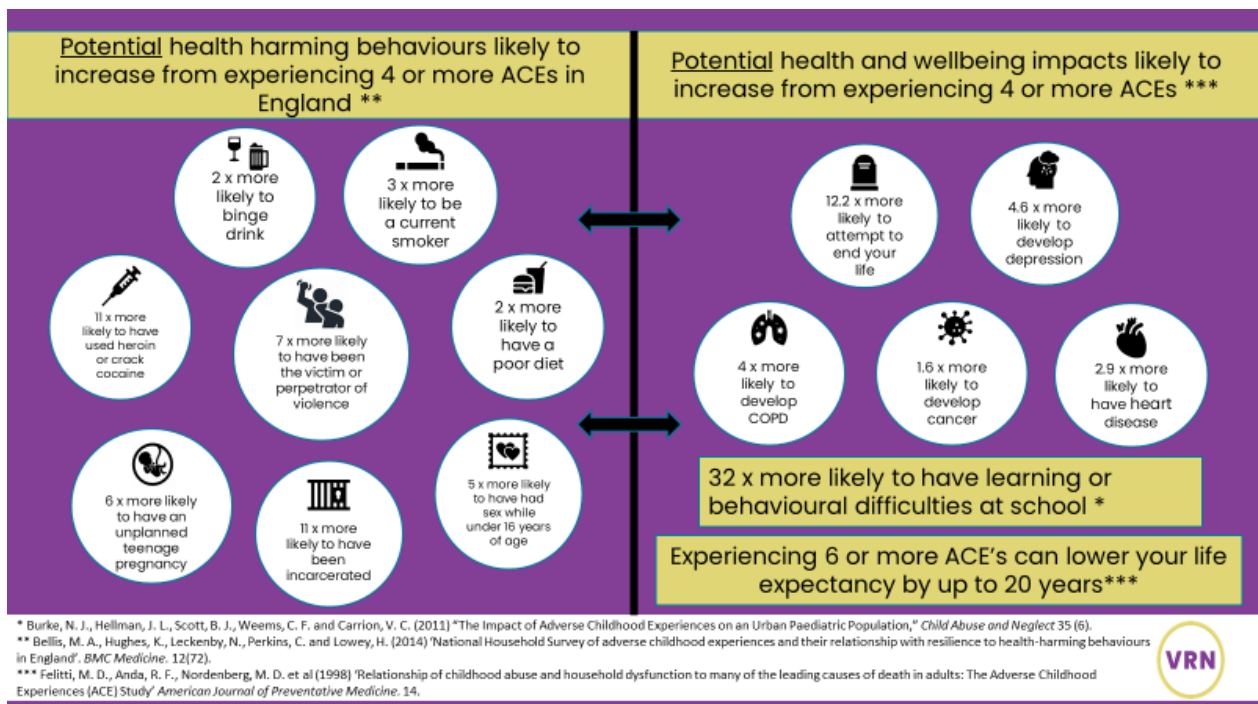 Potential health harming behaviours likely to
increase from experiencing 4 or more ACEs in
England **
2 x more
likely to
binge
drink
3 x more
likely to be
a current
smoker
11 x more
likely to have
used heroin
or crack
cocaine
7 x more likely
to have been
the victim or
perpetrator of
violence
2 x more
likely to
have a
poor diet
6 x more likely
to have an
unplanned
teenage
pregnancy
11 x more
likely to have
been
incarcerated
5 x more likely
to have had
sex while
under 16 years
of age
Potential health and wellbeing impacts likely to
increase from experiencing 4 or more ACEs ***
12.2 x more
likely to
attempt to
end your
life
4.6 x more
likely to
develop
depression
4 x more
likely to
develop
COPD
1.6 x more
likely to
develop
cancer
2.9 x more
likely to
have heart
disease
32 x more likely to have learning or
behavioural difficulties at school *
Experiencing 6 or more ACE’s can lower your life
expectancy by up to 20 years***
* Burke, N. J., Hellman, J. L., Scott, B. J., Weems, C. F. and Carrion, V. C. (2011) “The Impact of Adverse Childhood Experiences on an Urban Paediatric Population,” Child Abuse and Neglect 35 (6).
** Bellis, M. A., Hughes, K., Leckenby, N., Perkins, C. and Lowey, H. (2014) ‘National Household Survey of adverse childhood experiences and their relationship with resilience to health-harming behaviours
in England’. BMC Medicine. 12(72).
*** Felitti, M. D., Anda, R. F., Nordenberg, M. D. et al (1998) ‘Relationship of childhood abuse and household dysfunction to many of the leading causes of death in adults: The Adverse Childhood
Experiences (ACE) Study’ American Journal of Preventative Medicine. 14.
VRN